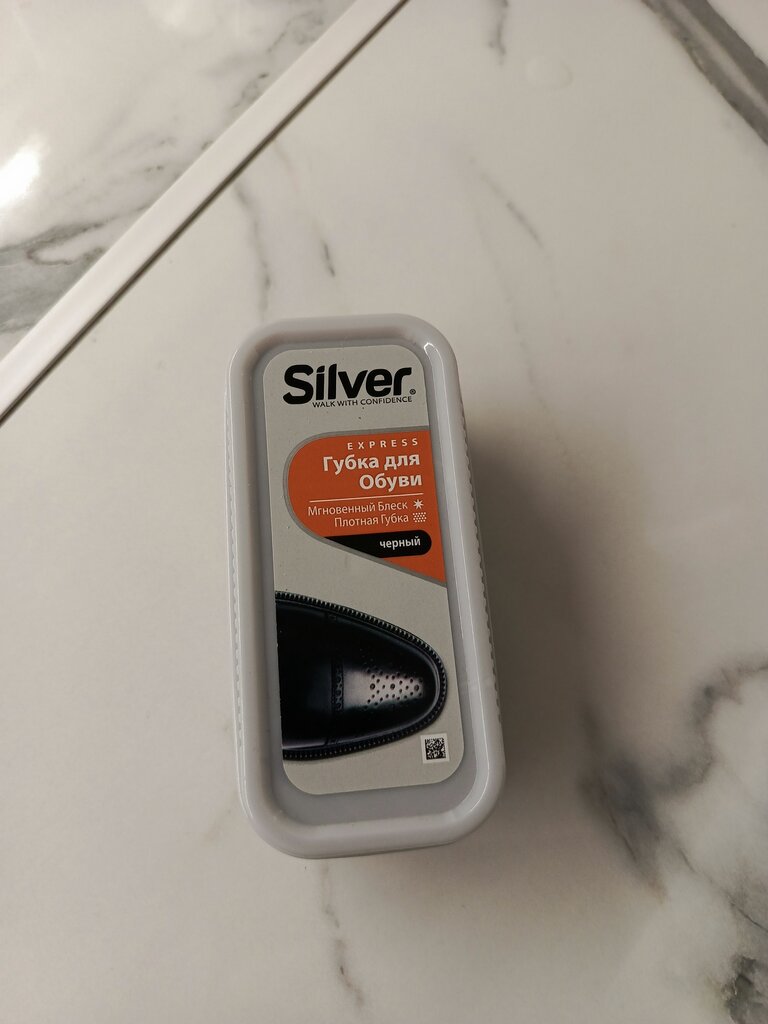 Silver®
WALK WITH CONFIDENCE
EXPRESS
Губка для
Обуви
Мгновенный Блеск
Плотная Губка
черный